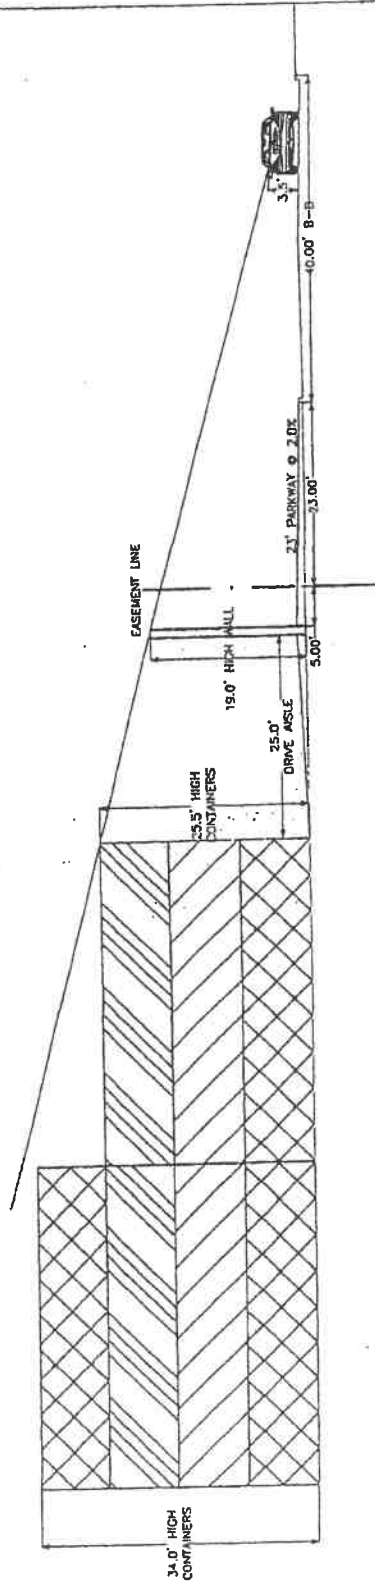 34.0' HIGH
CONTAINERS
25.5' HIGH
CONTAINERS
25.0'
DRIVE AISLE
19.0' HIGH WALL
EASEMENT LINE
5.00'
23' PARKWAY @ 2.0%
23.00'
3.5'
40.00' B-B